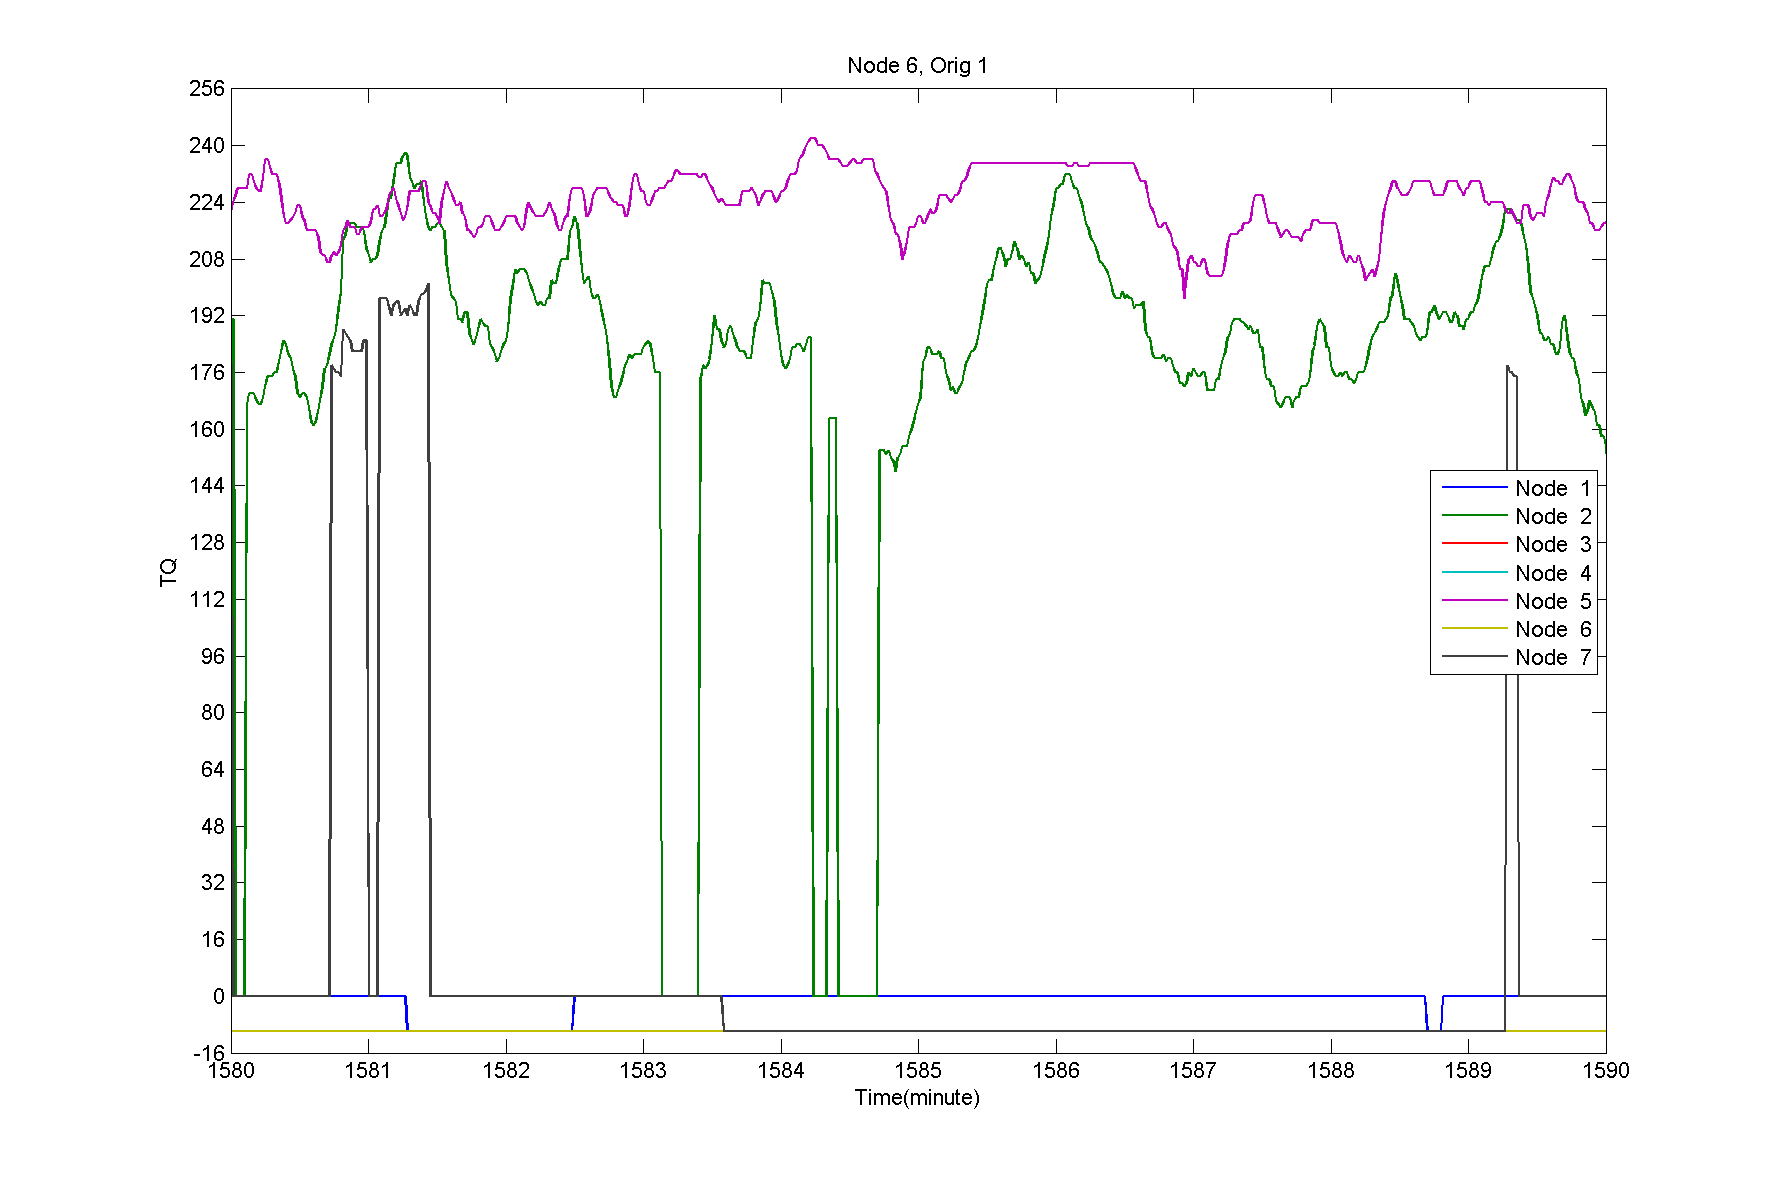 Node 6, Orig 1
256
240
224
208
192
176
160
144
128
112
96
80
64
48
32
16
0
-16
TQ
Node 1
Node 2
Node 3
Node 4
Node 5
Node 6
Node 7
1580 1581 1582 1583 1584 1585 1586 1587 1588 1589 1590
Time(minute)